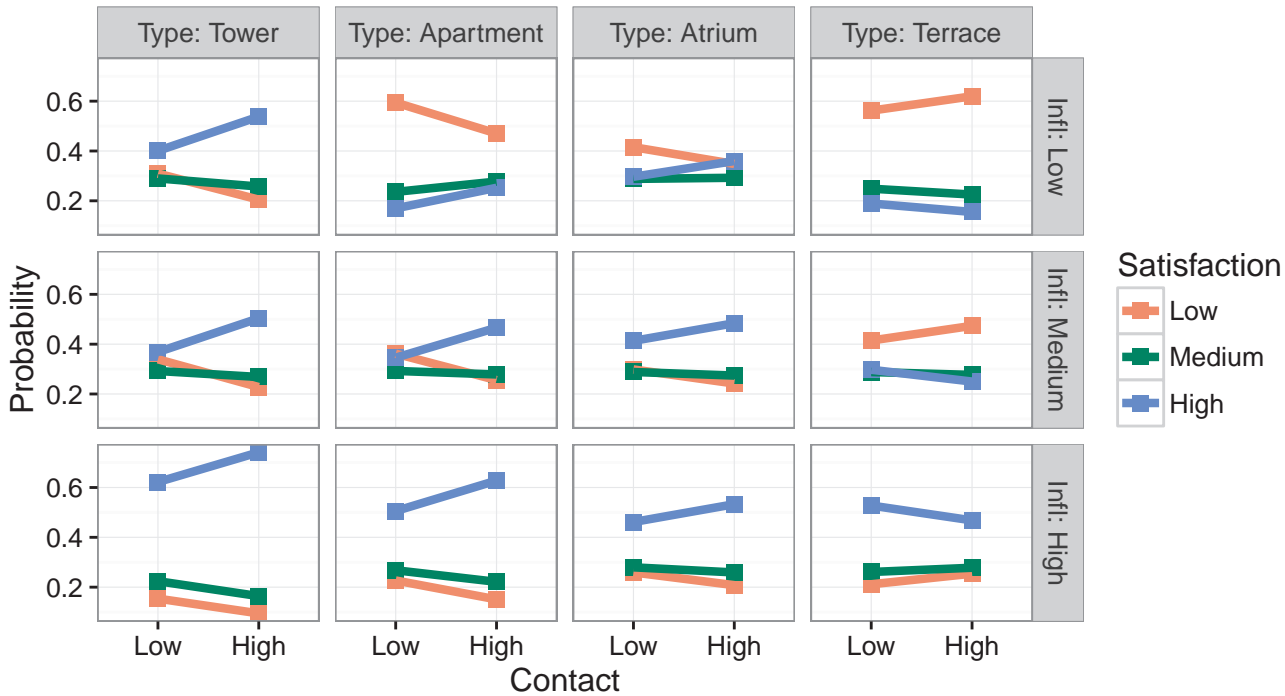 Type: Tower
Type: Apartment
Type: Atrium
Type: Terrace
0.6
0.4
0.2
Infl: Low
0.6
0.4
0.2
Infl: Medium
0.6
0.4
0.2
Infl: High
Probability
Low
High
Low
High
Low
High
Low
High
Contact
Satisfaction
Low
Medium
High